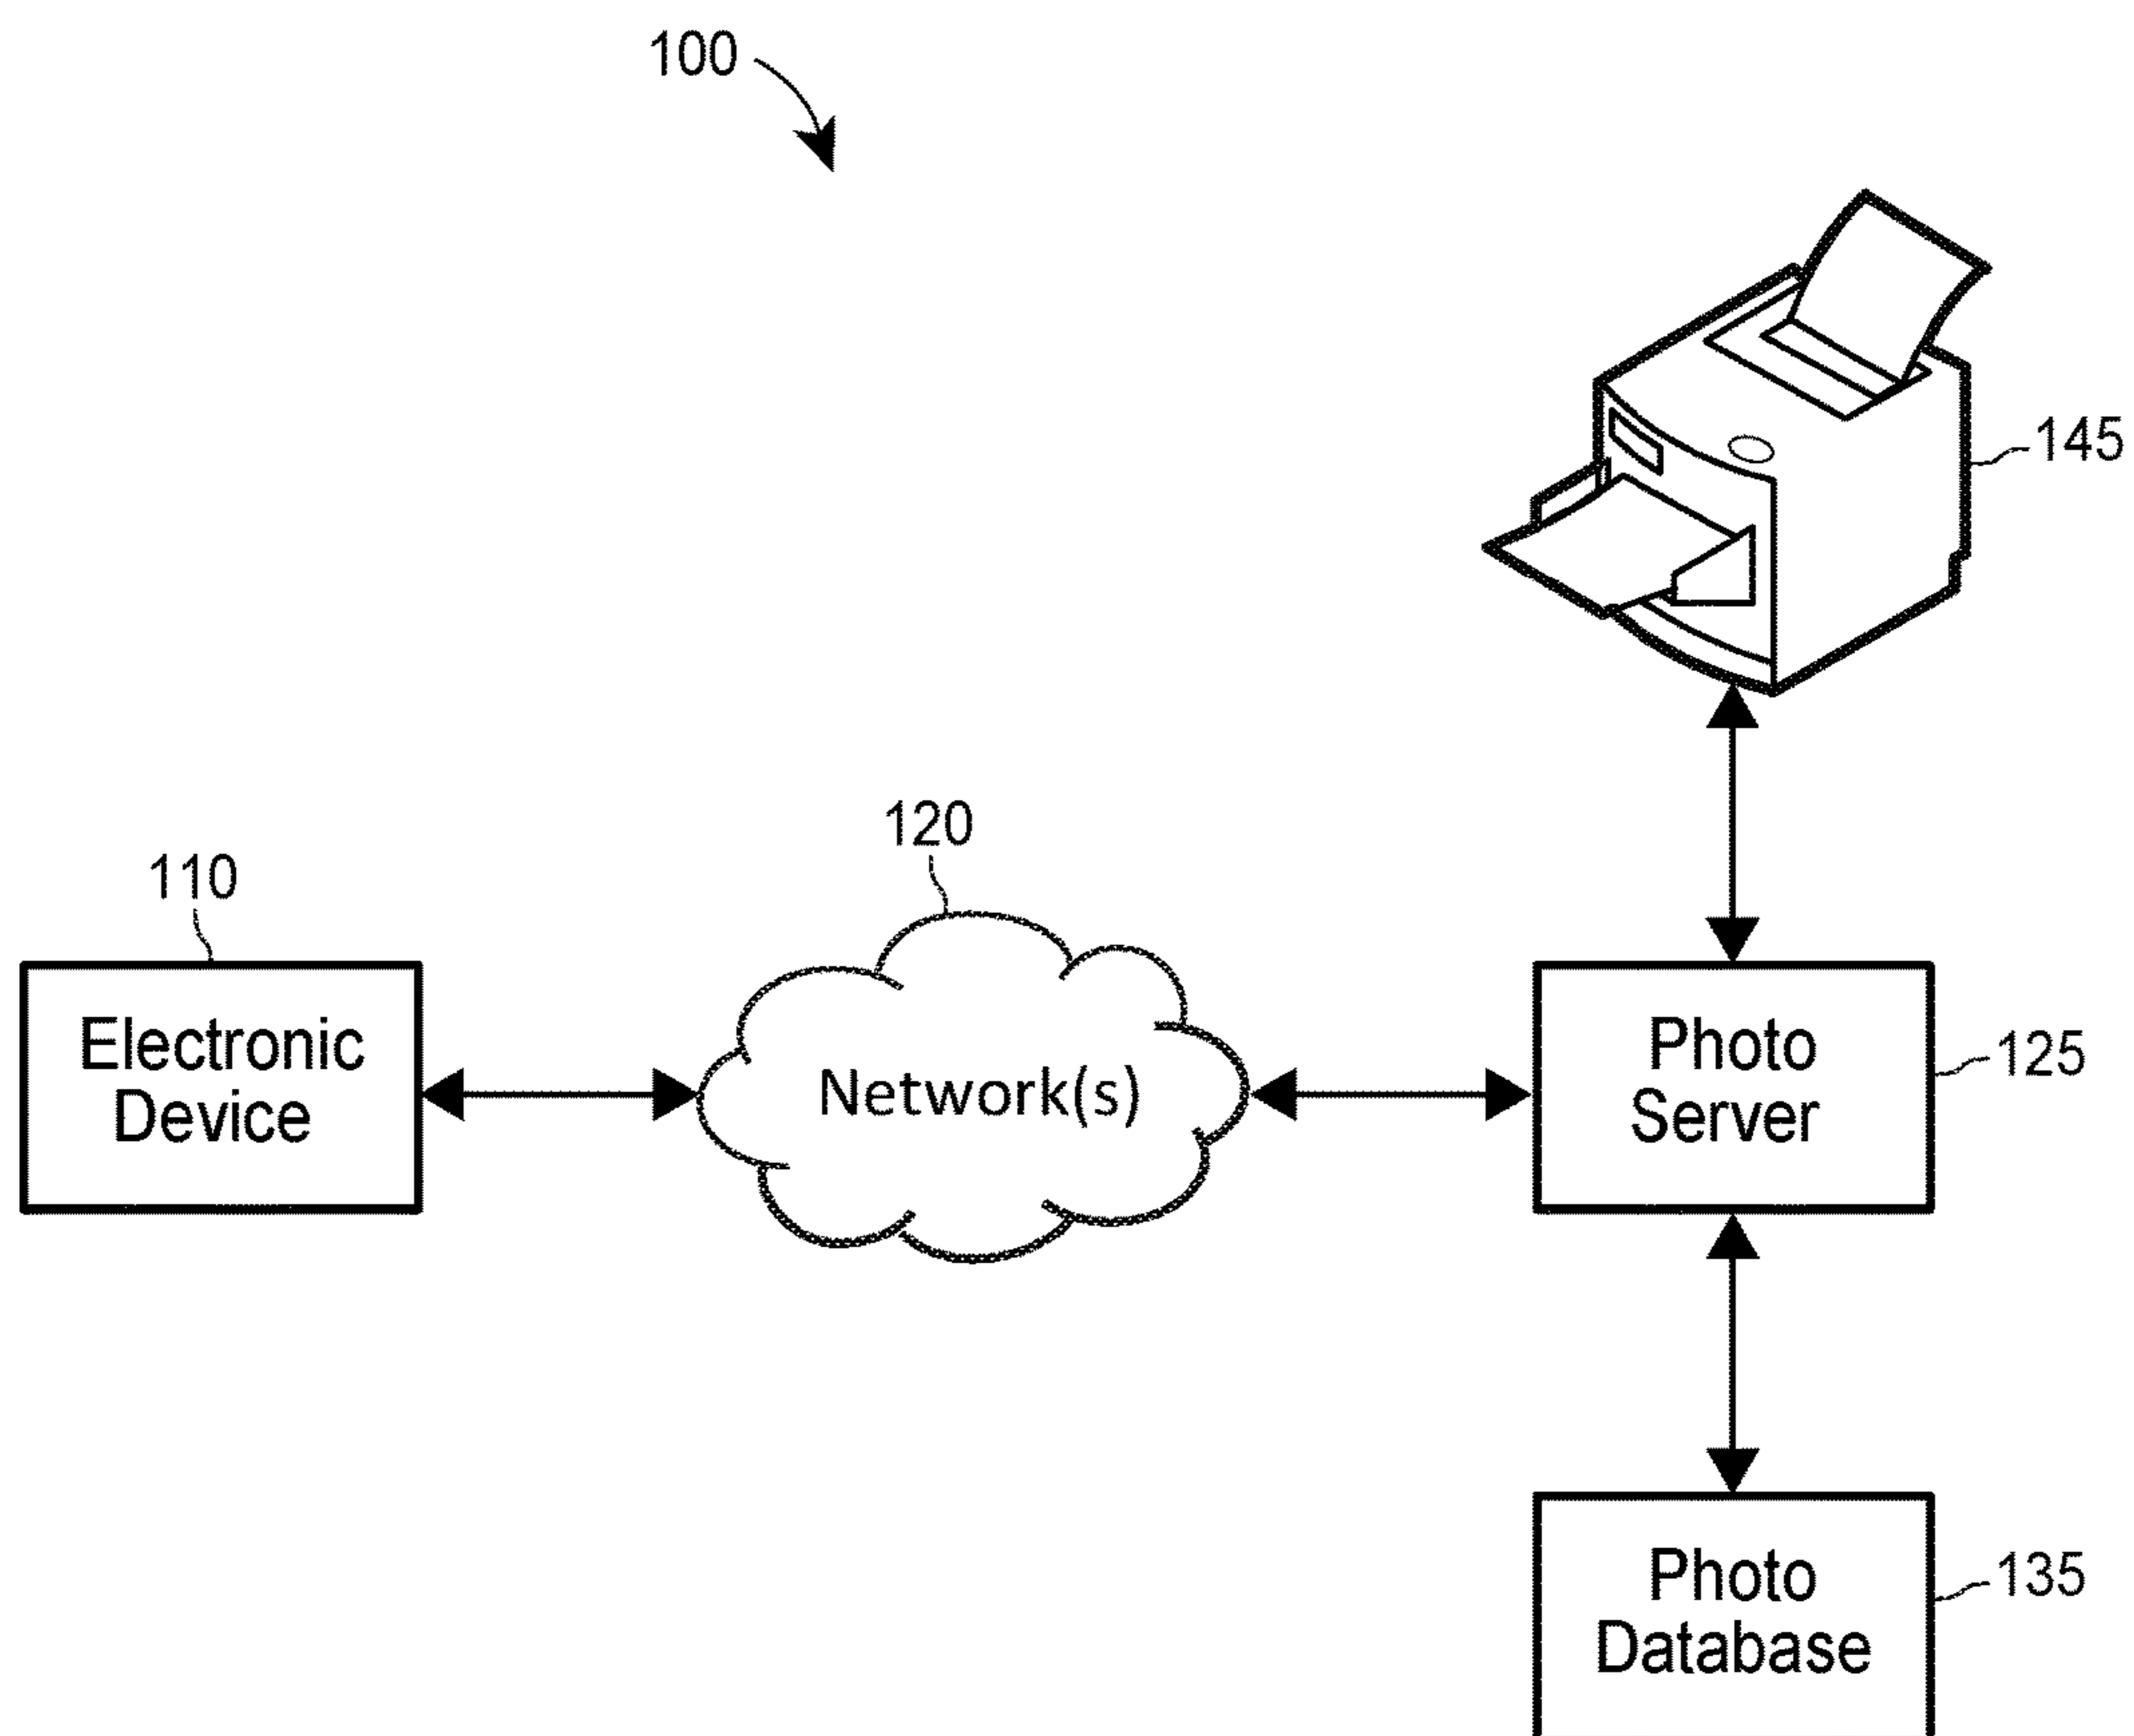 100
145
120
110
Electronic
Device
Network(s)
Photo
Server
125
Photo
Database
135